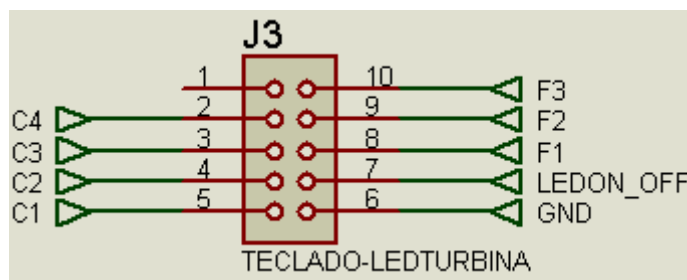 J3
1 10 F3
C4 2 9 F2
C3 3 8 F1
C2 4 7 LEDON_OFF
C1 5 6 GND
TECLADO-LEDTURBINA